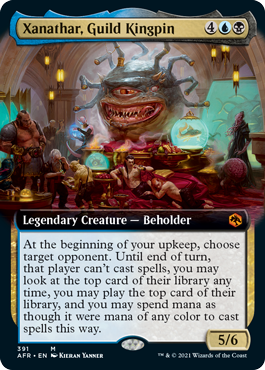 Xanathar, Guild Kingpin 4
Legendary Creature — Beholder
At the beginning of your upkeep, choose
target opponent. Until end of turn,
that player can't cast spells, you may
look at the top card of their library any
time, you may play the top card of their
library, and you may spend mana as
though it were mana of any color to cast
spells this way.
5/6
391 M
AFR • EN KIERAN YANNER
™ & © 2021 Wizards of the Coast